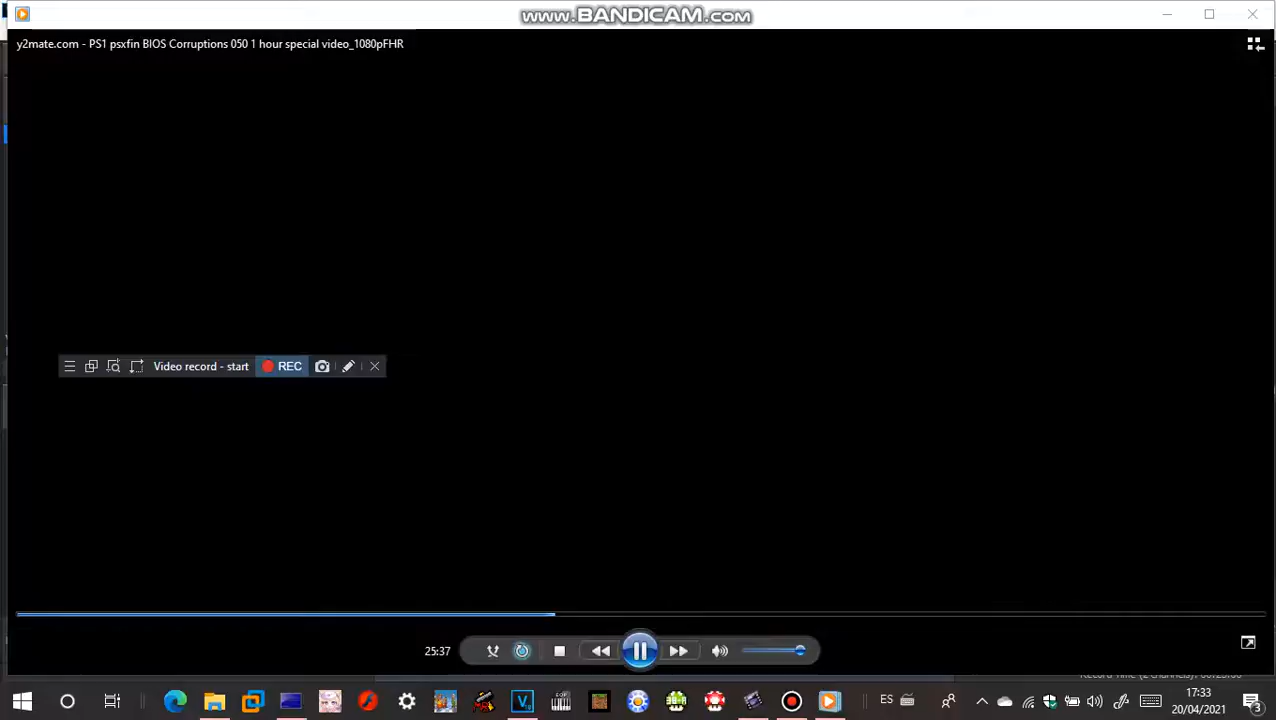 www.BANDICAM.com
y2mate.com - PS1 psxfin BIOS Corruptions 050 1 hour special video_1080pFHR
Video record - start
REC
25:37
ES
17:33
20/04/2021
3